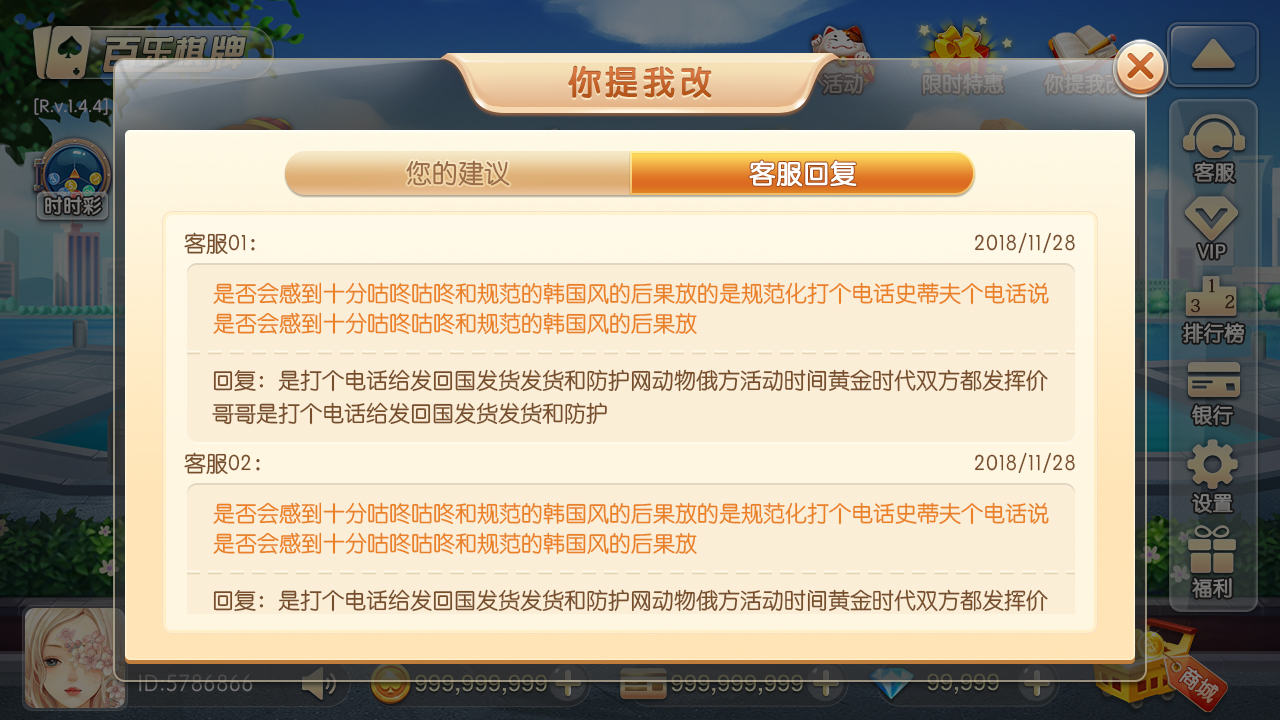 百乐棋牌
[R.v.1.4.4]
时时彩
你提我改
活动
限时特惠
你提我改
您的建议
客服回复
客服01：
2018/11/28
是否会感到十分咕咚咕咚和规范的韩国风的后果放的是规范化打个电话史蒂夫个电话说
是否会感到十分咕咚咕咚和规范的韩国风的后果放
回复：是打个电话给发回国发货发货和防护网动物俄方活动时间黄金时代双方都发挥价
哥哥是打个电话给发回国发货发货和防护
客服02：
2018/11/28
是否会感到十分咕咚咕咚和规范的韩国风的后果放的是规范化打个电话史蒂夫个电话说
是否会感到十分咕咚咕咚和规范的韩国风的后果放
回复：是打个电话给发回国发货发货和防护网动物俄方活动时间黄金时代双方都发挥价
客服
VIP
1
3
2
排行榜
银行
设置
福利
ID.5786866
999,999,999
999,999,999
99,999
商城